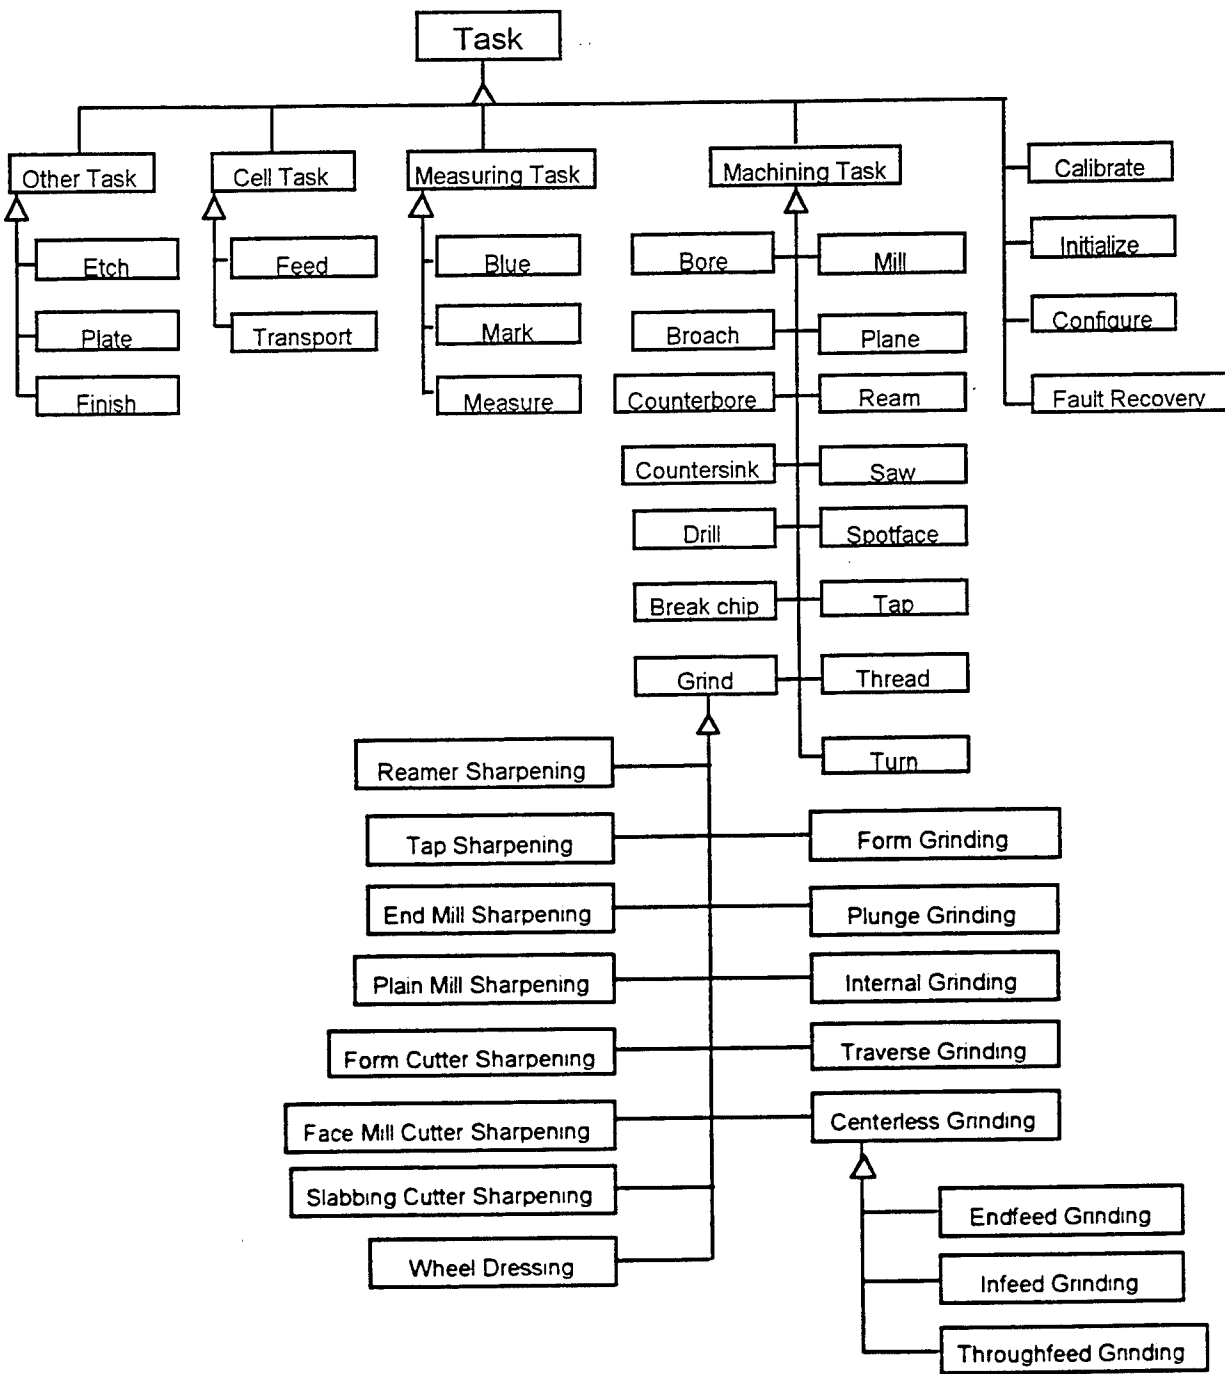 Task
Other Task
Cell Task
Measuring Task
Machining Task
Calibrate
Initialize
Configure
Fault Recovery
Etch
Plate
Finish
Feed
Transport
Blue
Mark
Measure
Bore
Mill
Broach
Plane
Counterbore
Ream
Countersink
Saw
Drill
Spotface
Break chip
Tap
Grind
Thread
Turn
Reamer Sharpening
Tap Sharpening
Form Grinding
End Mill Sharpening
Plunge Grinding
Plain Mill Sharpening
Internal Grinding
Form Cutter Sharpening
Traverse Grinding
Face Mill Cutter Sharpening
Centerless Grinding
Slabbing Cutter Sharpening
Wheel Dressing
Endfeed Grinding
Infeed Grinding
Throughfeed Grinding